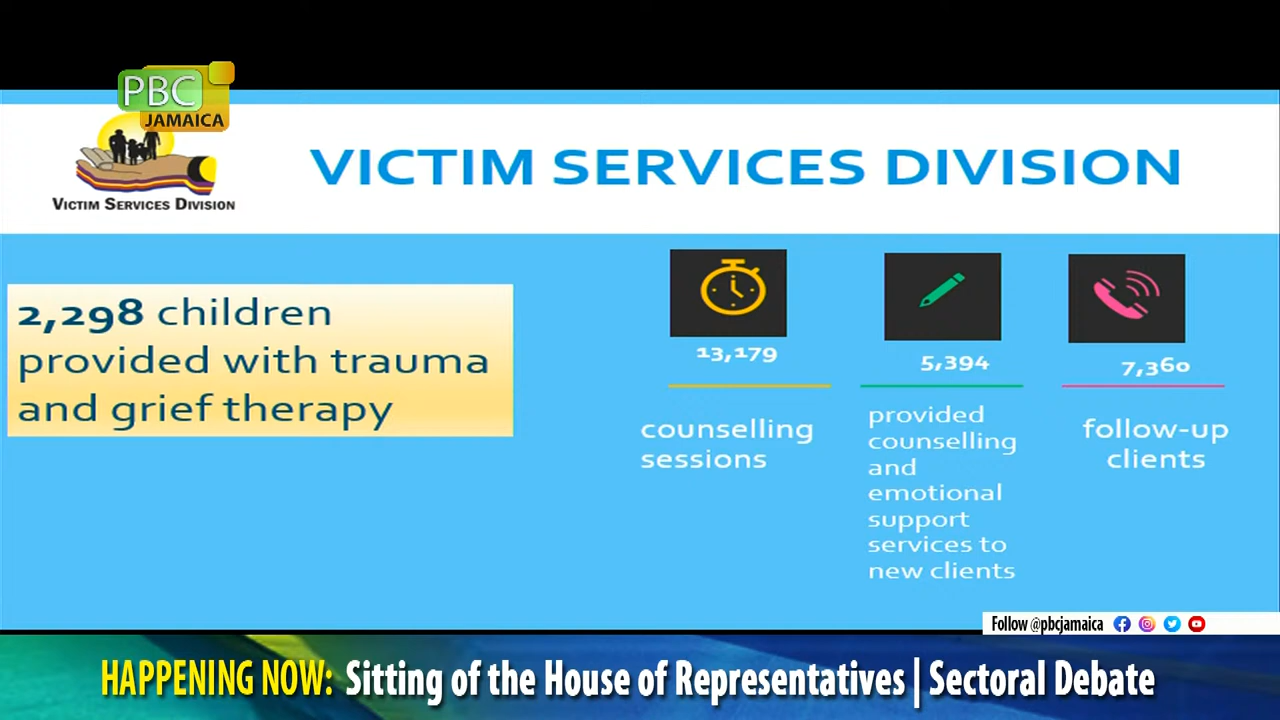 PBC
JAMAICA
VICTIM SERVICES DIVISION
VICTIM SERVICES DIVISION
2,298 children
provided with trauma
and grief therapy
13,179
counselling
sessions
5,394
provided
counselling
and
emotional
support
services to
new clients
7,360
follow-up
clients
Follow @pbcjamaica
HAPPENING NOW: Sitting of the House of Representatives | Sectoral Debate